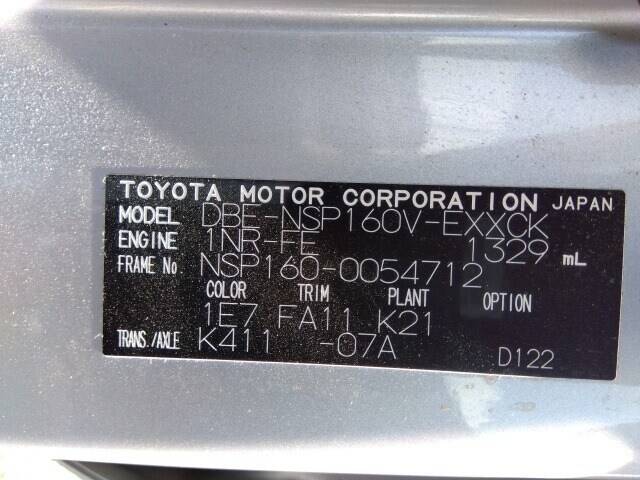 TOYOTA MOTOR CORPORATION JAPAN
MODEL DBE-NSP160V-EXXCK
ENGINE 1NR-FE 1329 mL
FRAME No. NSP160-0054712
COLOR TRIM PLANT OPTION
1E7 FA11 K21
TRANS./AXLE K411 -07A
D122